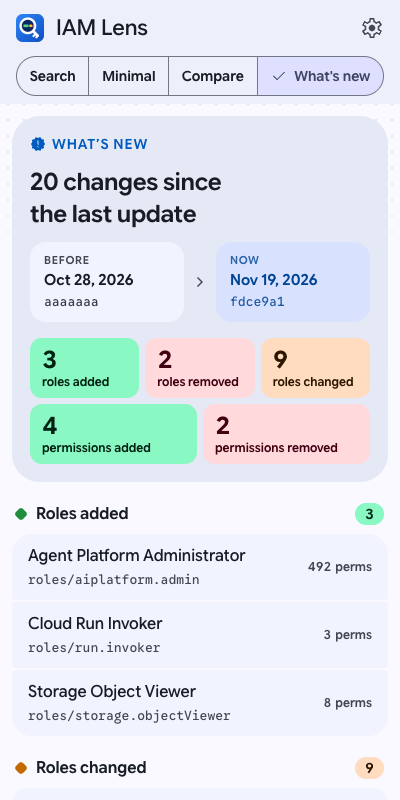 IAM Lens
Search
Minimal
Compare
What's new
WHAT'S NEW
20 changes since
the last update
BEFORE
Oct 28, 2026
aaaaaaa
NOW
Nov 19, 2026
fdce9a1
3
roles added
2
roles removed
9
roles changed
4
permissions added
2
permissions removed
Roles added
3
Agent Platform Administrator
roles/aiplatform.admin
492 perms
Cloud Run Invoker
roles/run.invoker
3 perms
Storage Object Viewer
roles/storage.objectViewer
8 perms
Roles changed
9